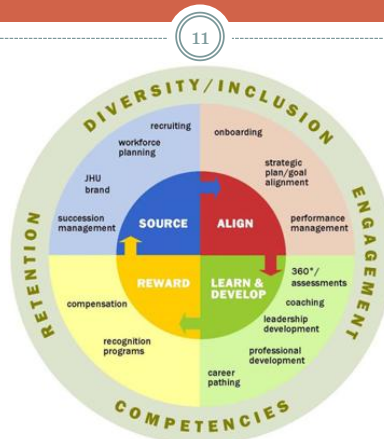 11
DIVERSITY/INCLUSION
ENGAGEMENT
COMPETENCIES
RETENTION
recruiting
workforce
planning
JHU
brand
succession
management
SOURCE
onboarding
strategic
plan/goal
alignment
performance
management
ALIGN
REWARD
compensation
recognition
programs
LEARN &
DEVELOP
360°/
assessments
coaching
leadership
development
professional
development
career
pathing